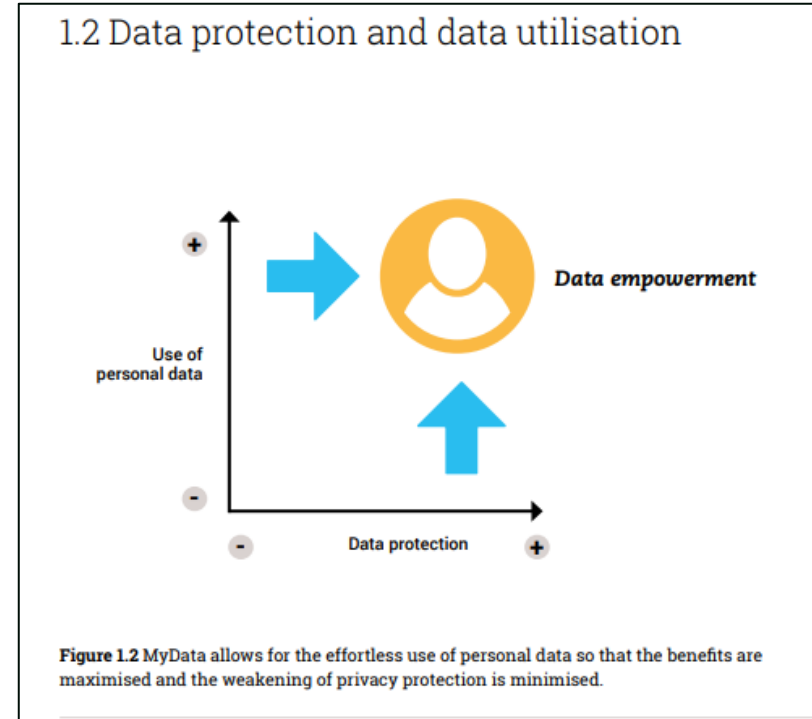 1.2 Data protection and data utilisation
+
Data empowerment
Use of
personal data
-
-
Data protection
+
Figure 1.2 MyData allows for the effortless use of personal data so that the benefits are
maximised and the weakening of privacy protection is minimised.